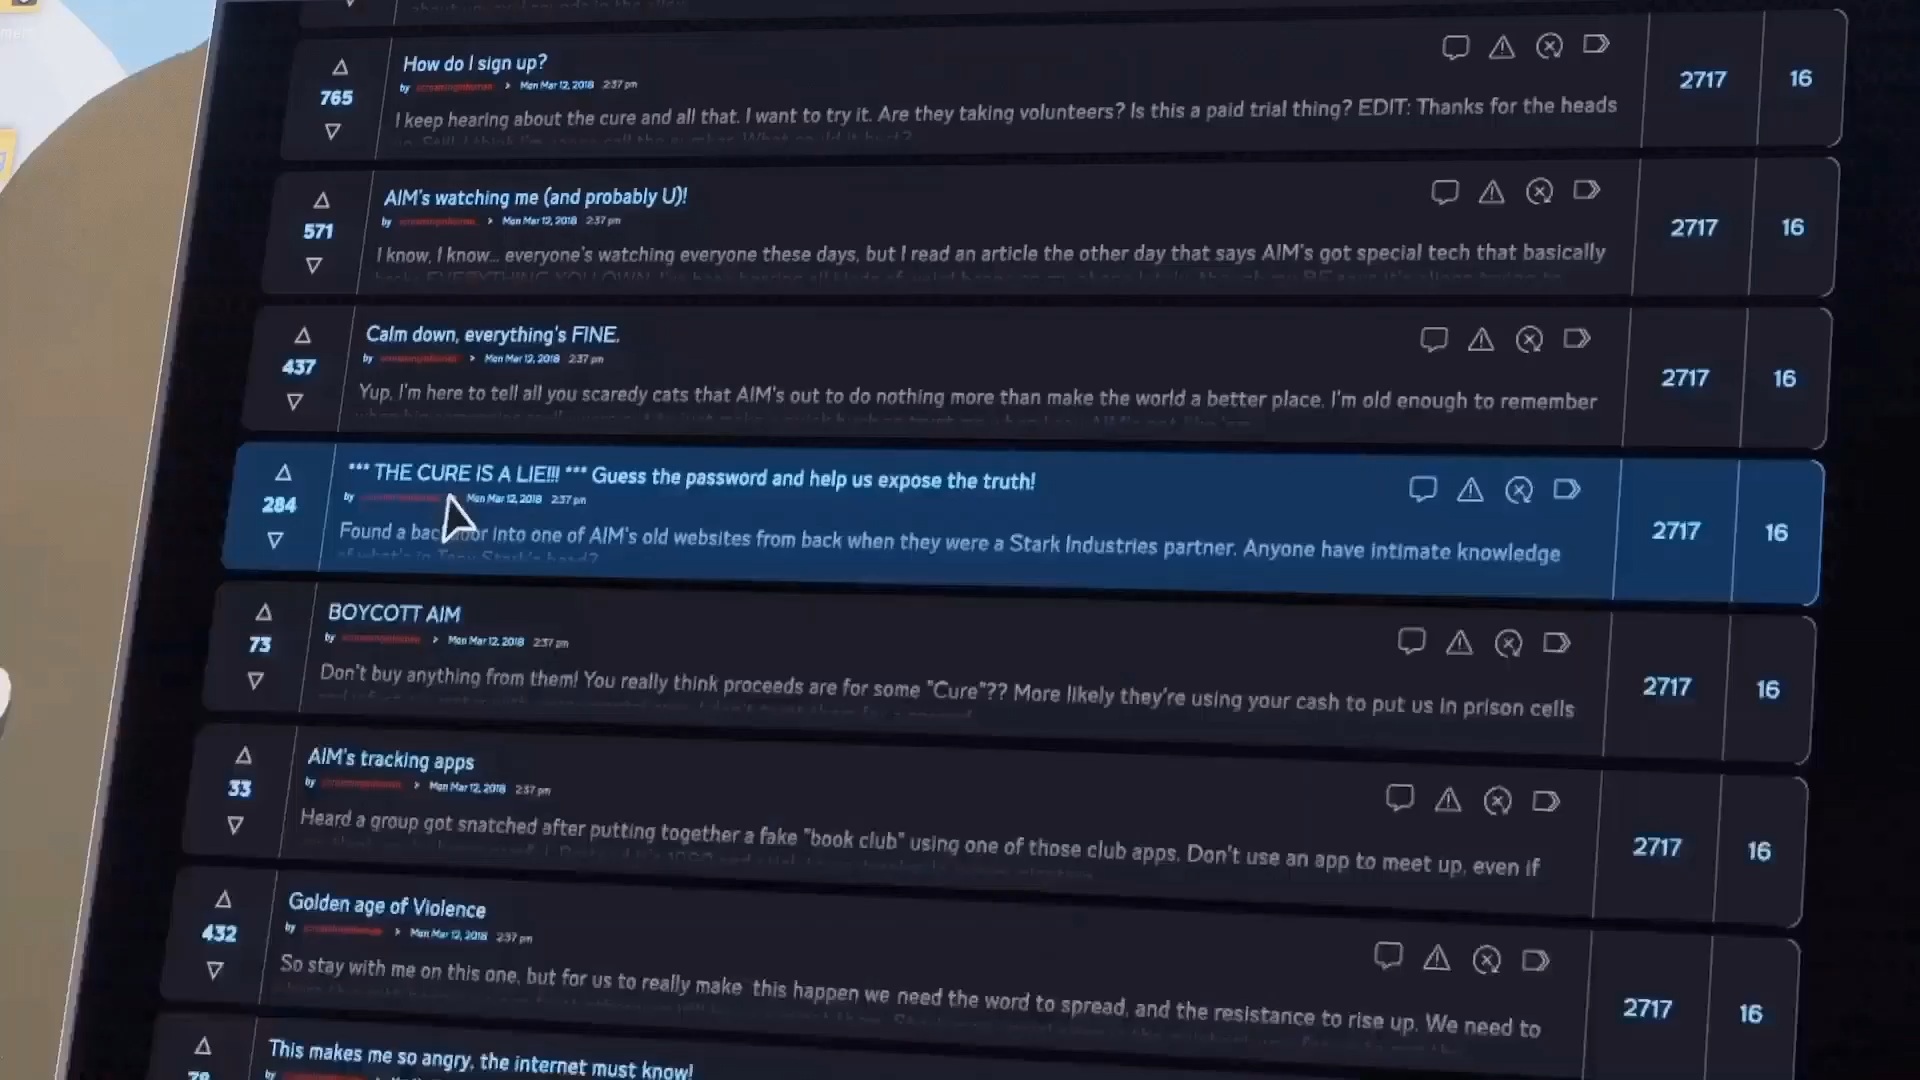 How do I sign up?
765
by > Mon Mar 12, 2018 2:37 pm
2717
16
I keep hearing about the cure and all that. I want to try it. Are they taking volunteers? Is this a paid trial thing? EDIT: Thanks for the heads
AIM's watching me (and probably U)!
571
by > Mon Mar 12, 2018 2:37 pm
2717
16
I know, I know... everyone's watching everyone these days, but I read an article the other day that says AIM's got special tech that basically
Calm down, everything's FINE.
437
by > Mon Mar 12, 2018 2:37 pm
2717
16
Yup, I'm here to tell all you scaredy cats that AIM's out to do nothing more than make the world a better place. I'm old enough to remember
*** THE CURE IS A LIE!!! *** Guess the password and help us expose the truth!
284
by Mon Mar 12, 2018 2:37 pm
2717
16
Found a into one of AIM's old websites from back when they were a Stark Industries partner. Anyone have intimate knowledge
of what's in Tony Stark's head?
BOYCOTT AIM
73
by > Mon Mar 12, 2018 2:37 pm
2717
16
Don't buy anything from them! You really think proceeds are for some "Cure"?? More likely they're using your cash to put us in prison cells
AIM's tracking apps
33
by > Mon Mar 12, 2018 2:37 pm
2717
16
Heard a group got snatched after putting together a fake "book club" using one of those club apps. Don't use an app to meet up, even if
Golden age of Violence
432
by > Mon Mar 12, 2018 2:37 pm
2717
16
So stay with me on this one, but for us to really make this happen we need the word to spread, and the resistance to rise up. We need to
This makes me so angry, the internet must know!
by